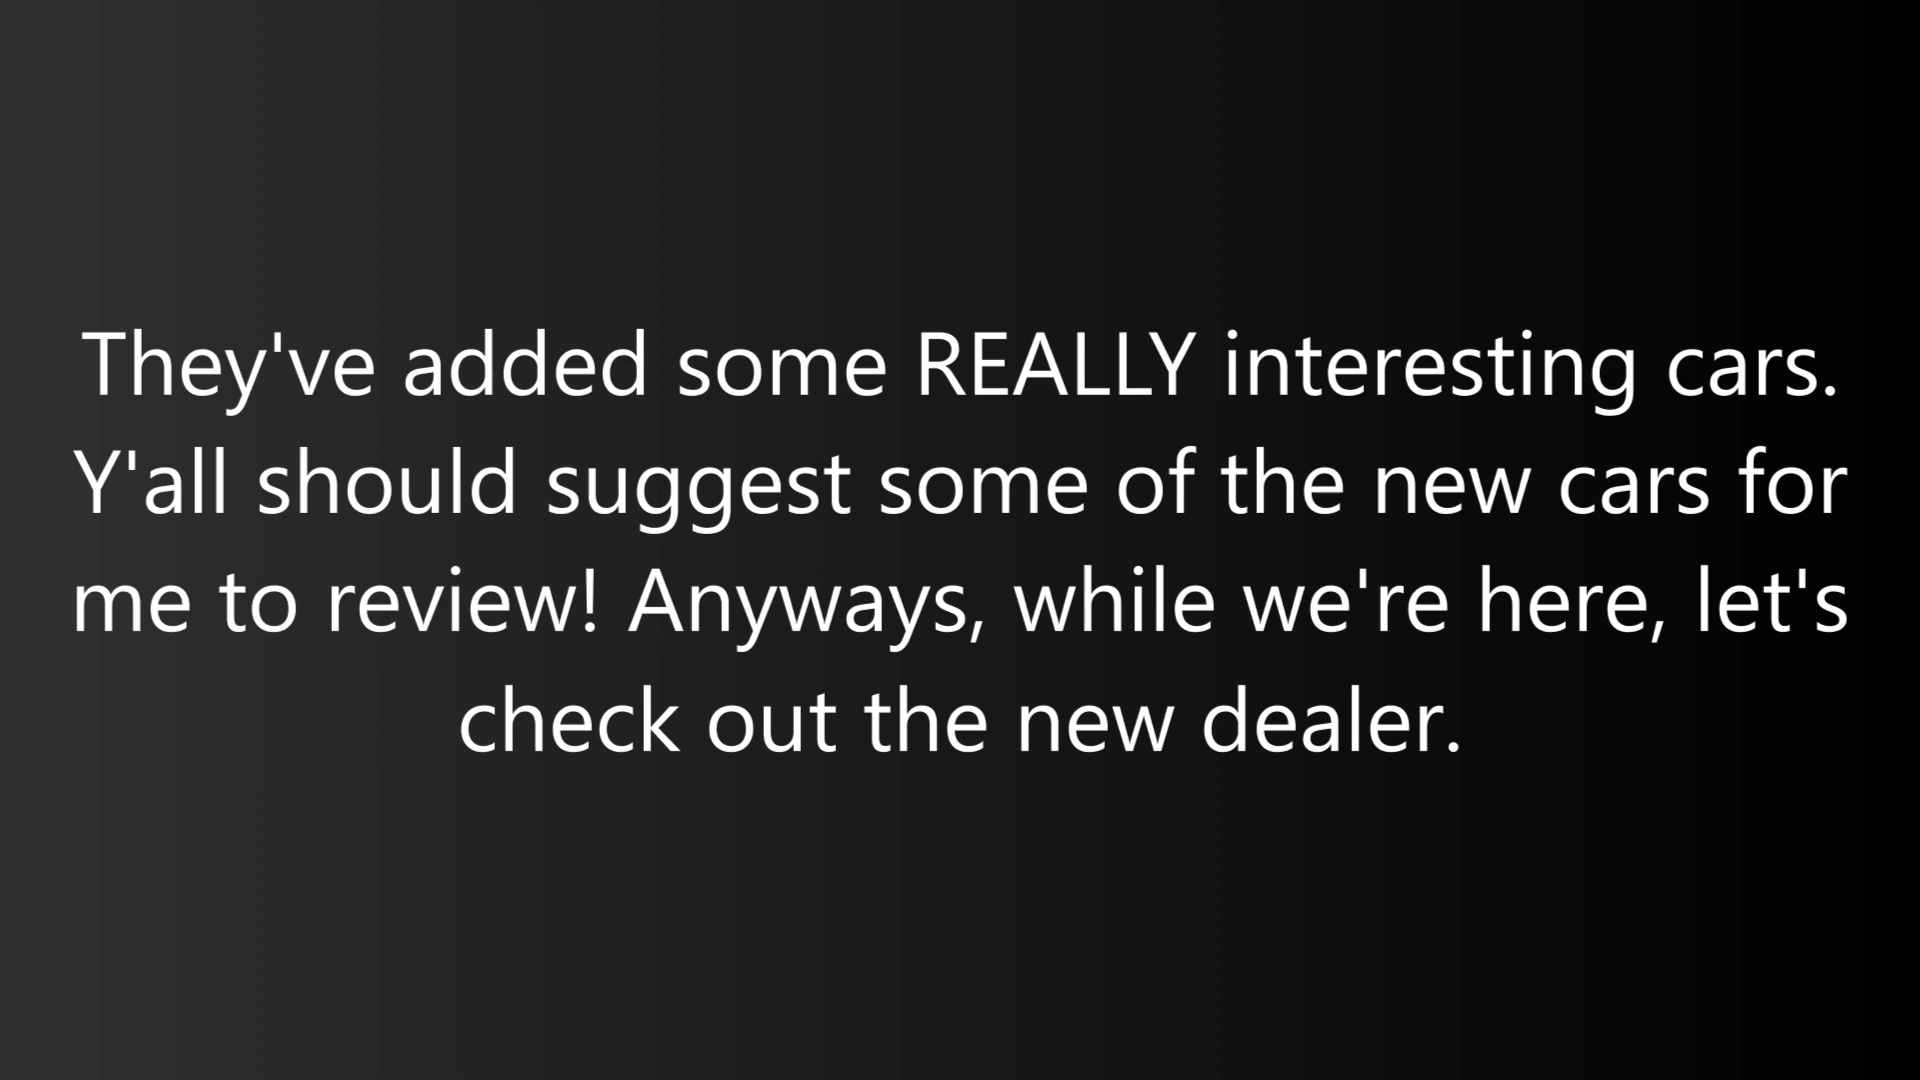 They've added some REALLY interesting cars.
Y'all should suggest some of the new cars for
me to review! Anyways, while we're here, let's
check out the new dealer.